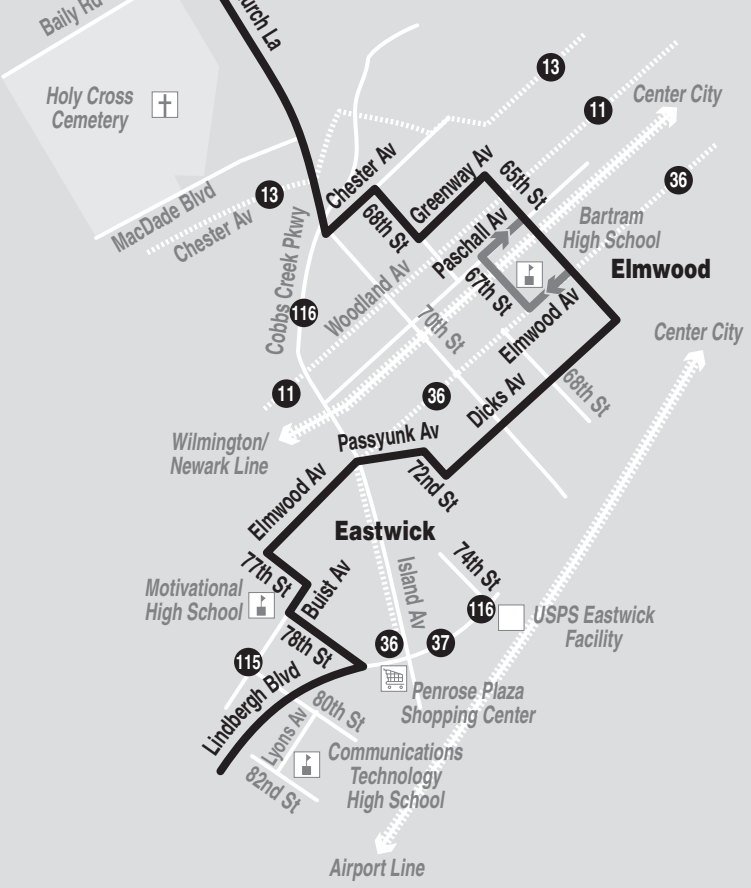 Baily Rd
urch La
Holy Cross
Cemetery
13
11
Center City
36
MacDade Blvd
13
Chester Av
Chester Av
68th St
Greenway Av
65th St
Bartram
High School
Elmwood
Paschall Av
67th St
Elmwood Av
Cobbs Creek Pkwy
116
Woodland Av
70th St
Center City
68th St
11
36
Dicks Av
Wilmington/
Newark Line
Passyunk Av
72nd St
Elmwood Av
Eastwick
77th St
Buist Av
Island Av
74th St
Motivational
High School
116
USPS Eastwick
Facility
78th St
36
37
115
Lindbergh Blvd
Penrose Plaza
Shopping Center
80th St
Lyons Av
82nd St
Communications
Technology
High School
Airport Line